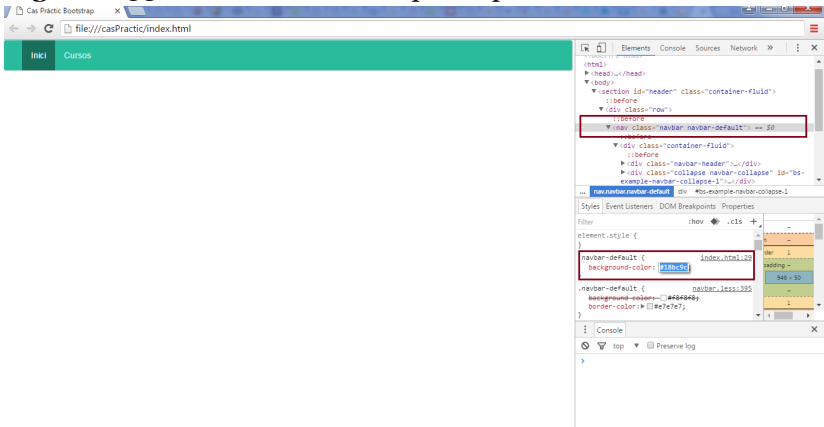 Cas Pràctic Bootstrap
file:///casPractic/index.html
Inici Cursos
Elements Console Sources Network »
<html>
<head>…</head>
<body>
<section id="header" class="container-fluid">
::before
<div class="row">
::before
<nav class="navbar navbar-default"> == $0
::before
<div class="container-fluid">
::before
<div class="navbar-header">…</div>
<div class="collapse navbar-collapse" id="bs-
example-navbar-collapse-1">…</div>
... nav.navbar.navbar-default div #bs-example-navbar-collapse-1
Styles Event Listeners DOM Breakpoints Properties
Filter :hov .cls +
element.style {
}
.navbar-default { index.html:29
background-color: #18bc9c;
.navbar-default { navbar.less:395
background-color: #f8f8f8;
border-color: #e7e7e7;
}
1
padding -
940 × 50
-
1
Console
top Preserve log